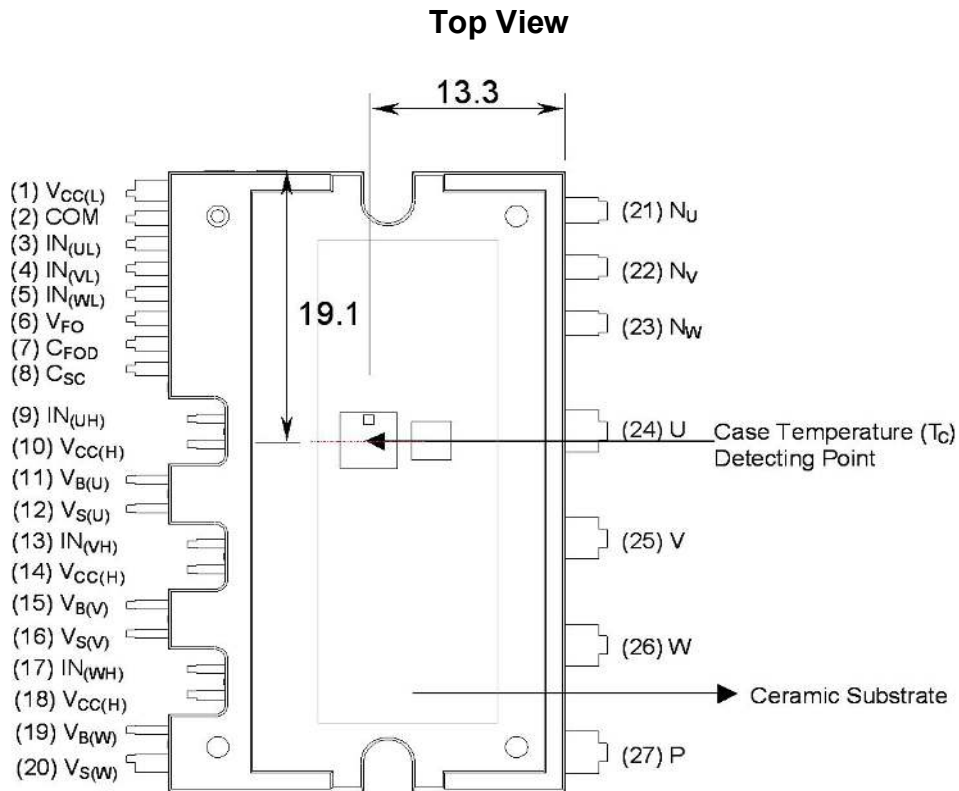 Top View
13.3
19.1
(1) VCC(L)
(2) COM
(3) IN(UL)
(4) IN(VL)
(5) IN(WL)
(6) VFO
(7) CFOD
(8) CSC
(9) IN(UH)
(10) VCC(H)
(11) VB(U)
(12) VS(U)
(13) IN(VH)
(14) VCC(H)
(15) VB(V)
(16) VS(V)
(17) IN(WH)
(18) VCC(H)
(19) VB(W)
(20) VS(W)
(21) NU
(22) NV
(23) NW
(24) U
Case Temperature (TC)
Detecting Point
(25) V
(26) W
Ceramic Substrate
(27) P